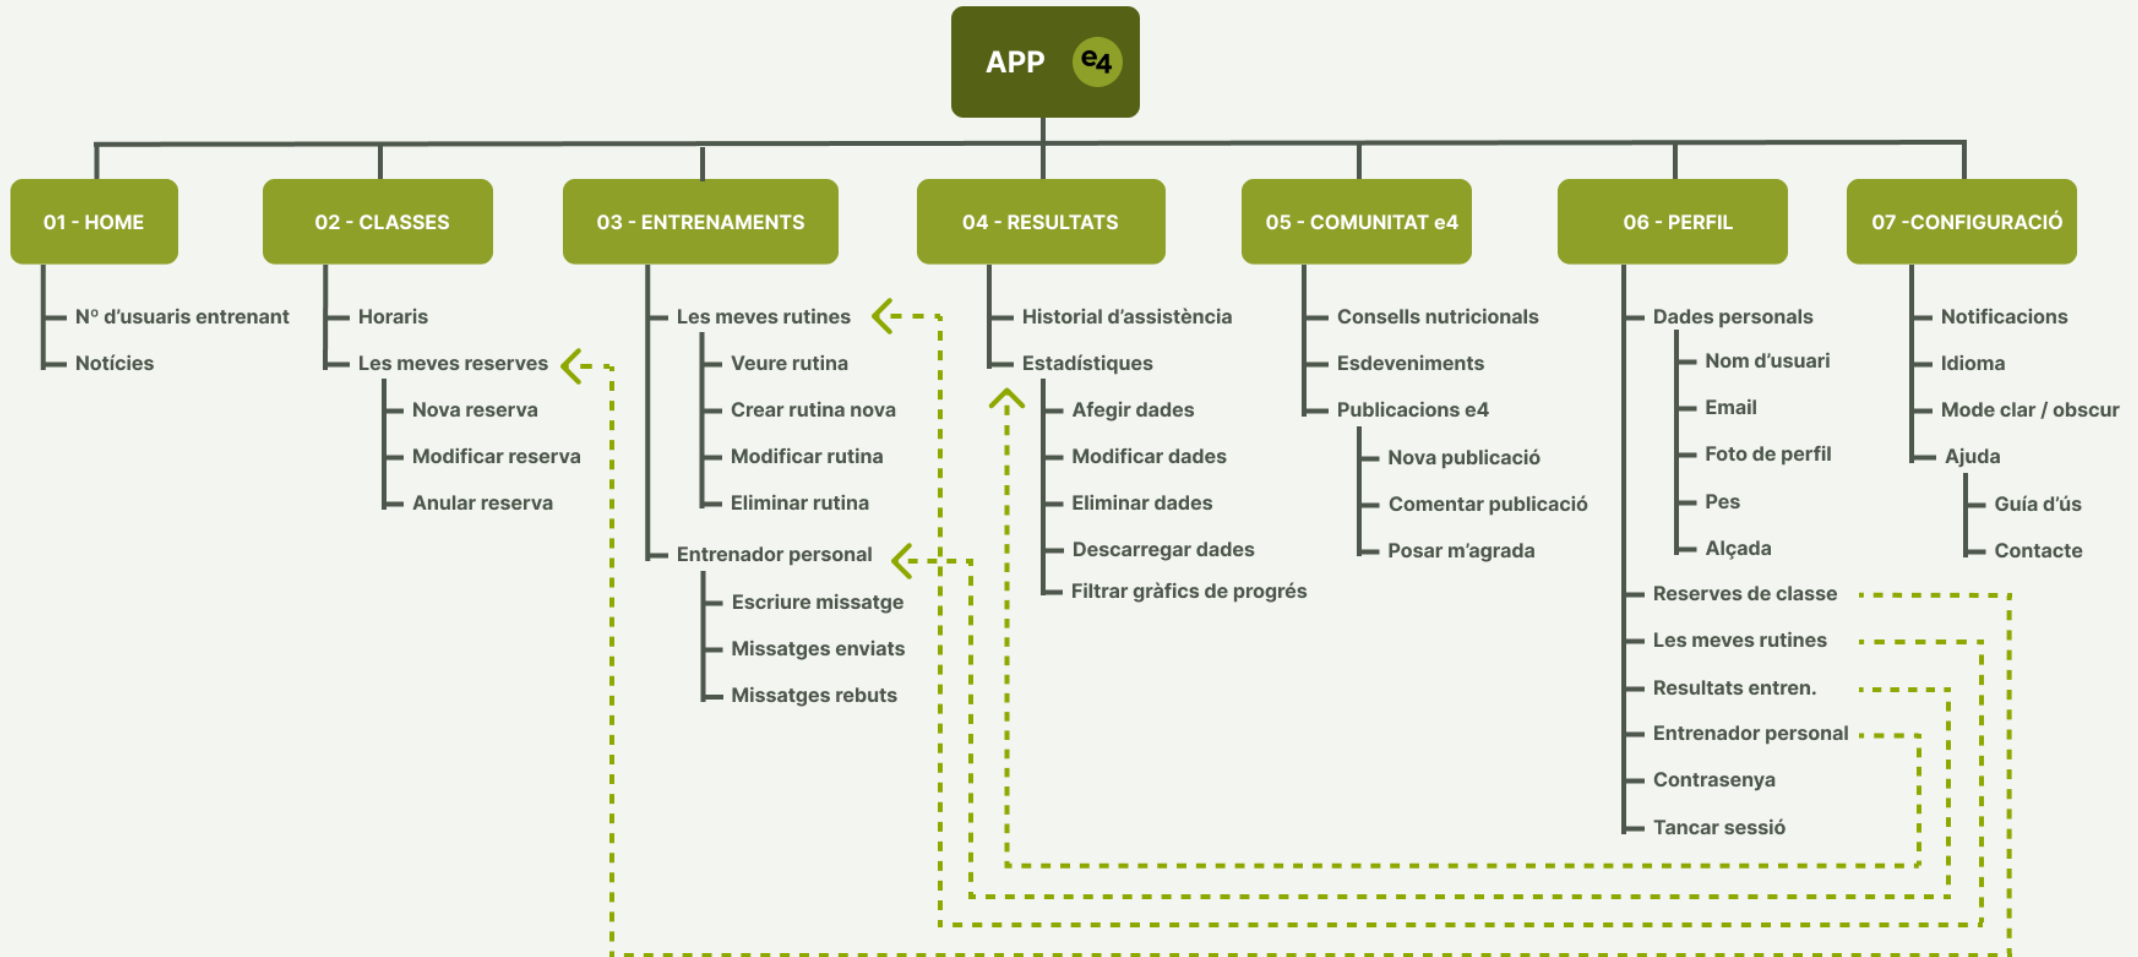 APP e4
01 - HOME
Nº d’usuaris entrenant
Notícies
02 - CLASSES
Horaris
Les meves reserves
Nova reserva
Modificar reserva
Anular reserva
03 - ENTRENAMENTS
Les meves rutines
Veure rutina
Crear rutina nova
Modificar rutina
Eliminar rutina
Entrenador personal
Escriure missatge
Missatges enviats
Missatges rebuts
04 - RESULTATS
Historial d’assistència
Estadístiques
Afegir dades
Modificar dades
Eliminar dades
Descarregar dades
Filtrar gràfics de progrés
05 - COMUNITAT e4
Consells nutricionals
Esdeveniments
Publicacions e4
Nova publicació
Comentar publicació
Posar m’agrada
06 - PERFIL
Dades personals
Nom d’usuari
Email
Foto de perfil
Pes
Alçada
Reserves de classe
Les meves rutines
Resultats entren.
Entrenador personal
Contrasenya
Tancar sessió
07 -CONFIGURACIÓ
Notificacions
Idioma
Mode clar / obscur
Ajuda
Guía d’ús
Contacte